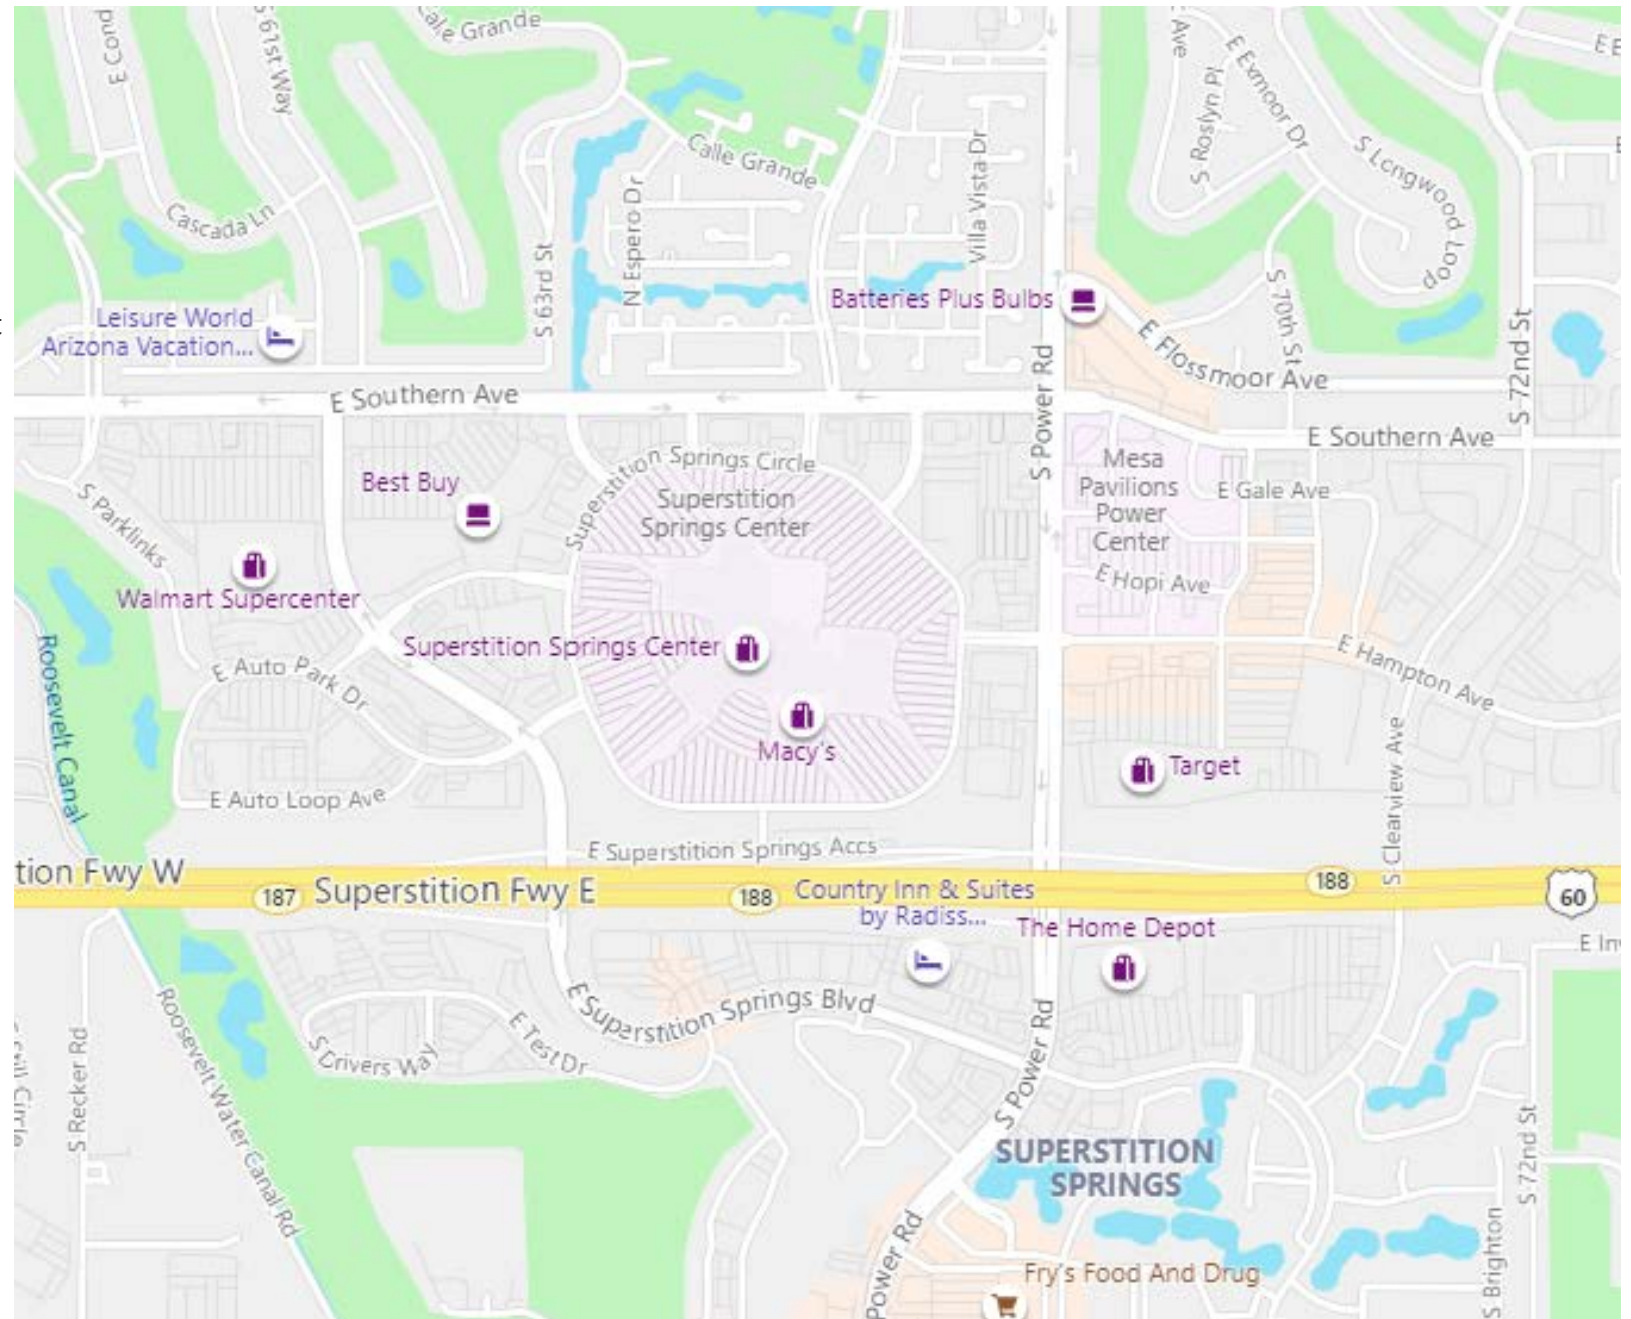 Calle Grande
S 61st Way
S Roslyn Pl
E Exmoor Dr
S Longwood Loop
Calle Grande
Villa Vista Dr
Cascada Ln
N Espero Dr
S 63rd St
S 70th St
Batteries Plus Bulbs
Leisure World
Arizona Vacation...
E Flossmoor Ave
S 72nd St
E Southern Ave
S Power Rd
E Southern Ave
Superstition Springs Circle
Mesa
Pavilions
Power
Center
Best Buy
E Gale Ave
Superstition
Springs Center
S Parklinks
E Hopi Ave
Walmart Supercenter
Superstition Springs Center
E Hampton Ave
E Auto Park Dr
Roosevelt Canal
Macy's
Target
S Clearview Ave
E Auto Loop Ave
E Superstition Springs Accs
tion Fwy W
187
Superstition Fwy E
188
188
60
Country Inn & Suites
by Radiss...
The Home Depot
E Superstition Springs Blvd
S Power Rd
S Drivers Way
E Test Dr
S Recker Rd
Roosevelt Water Canal Rd
SUPERSTITION
SPRINGS
S 72nd St
Power Rd
Fry's Food And Drug
S Brighton